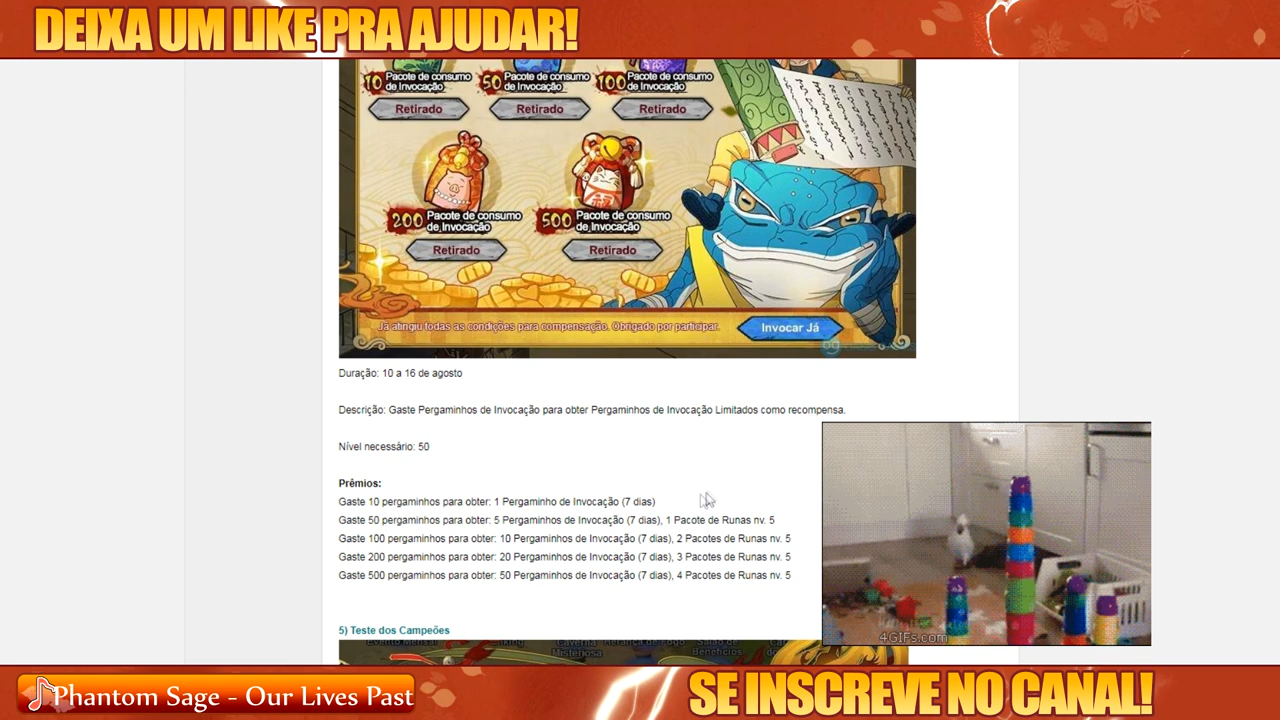 DEIXA UM LIKE PRA AJUDAR!
10 Pacote de consumo de Invocação
50 Pacote de consumo de Invocação
100 Pacote de consumo de Invocação
Retirado
Retirado
Retirado
200 Pacote de consumo de Invocação
500 Pacote de consumo de Invocação
Retirado
Retirado
Já atingiu todas as condições para compensação. Obrigado por participar.
Invocar Já
Duração: 10 a 16 de agosto
Descrição: Gaste Pergaminhos de Invocação para obter Pergaminhos de Invocação Limitados como recompensa.
Nível necessário: 50
Prêmios:
Gaste 10 pergaminhos para obter: 1 Pergaminho de Invocação (7 dias)
Gaste 50 pergaminhos para obter: 5 Pergaminhos de Invocação (7 dias), 1 Pacote de Runas nv. 5
Gaste 100 pergaminhos para obter: 10 Pergaminhos de Invocação (7 dias), 2 Pacotes de Runas nv. 5
Gaste 200 pergaminhos para obter: 20 Pergaminhos de Invocação (7 dias), 3 Pacotes de Runas nv. 5
Gaste 500 pergaminhos para obter: 50 Pergaminhos de Invocação (7 dias), 4 Pacotes de Runas nv. 5
4GIFs.com
5) Teste dos Campeões
Misteriosa
Benefícios
Phantom Sage - Our Lives Past
SE INSCREVE NO CANAL!